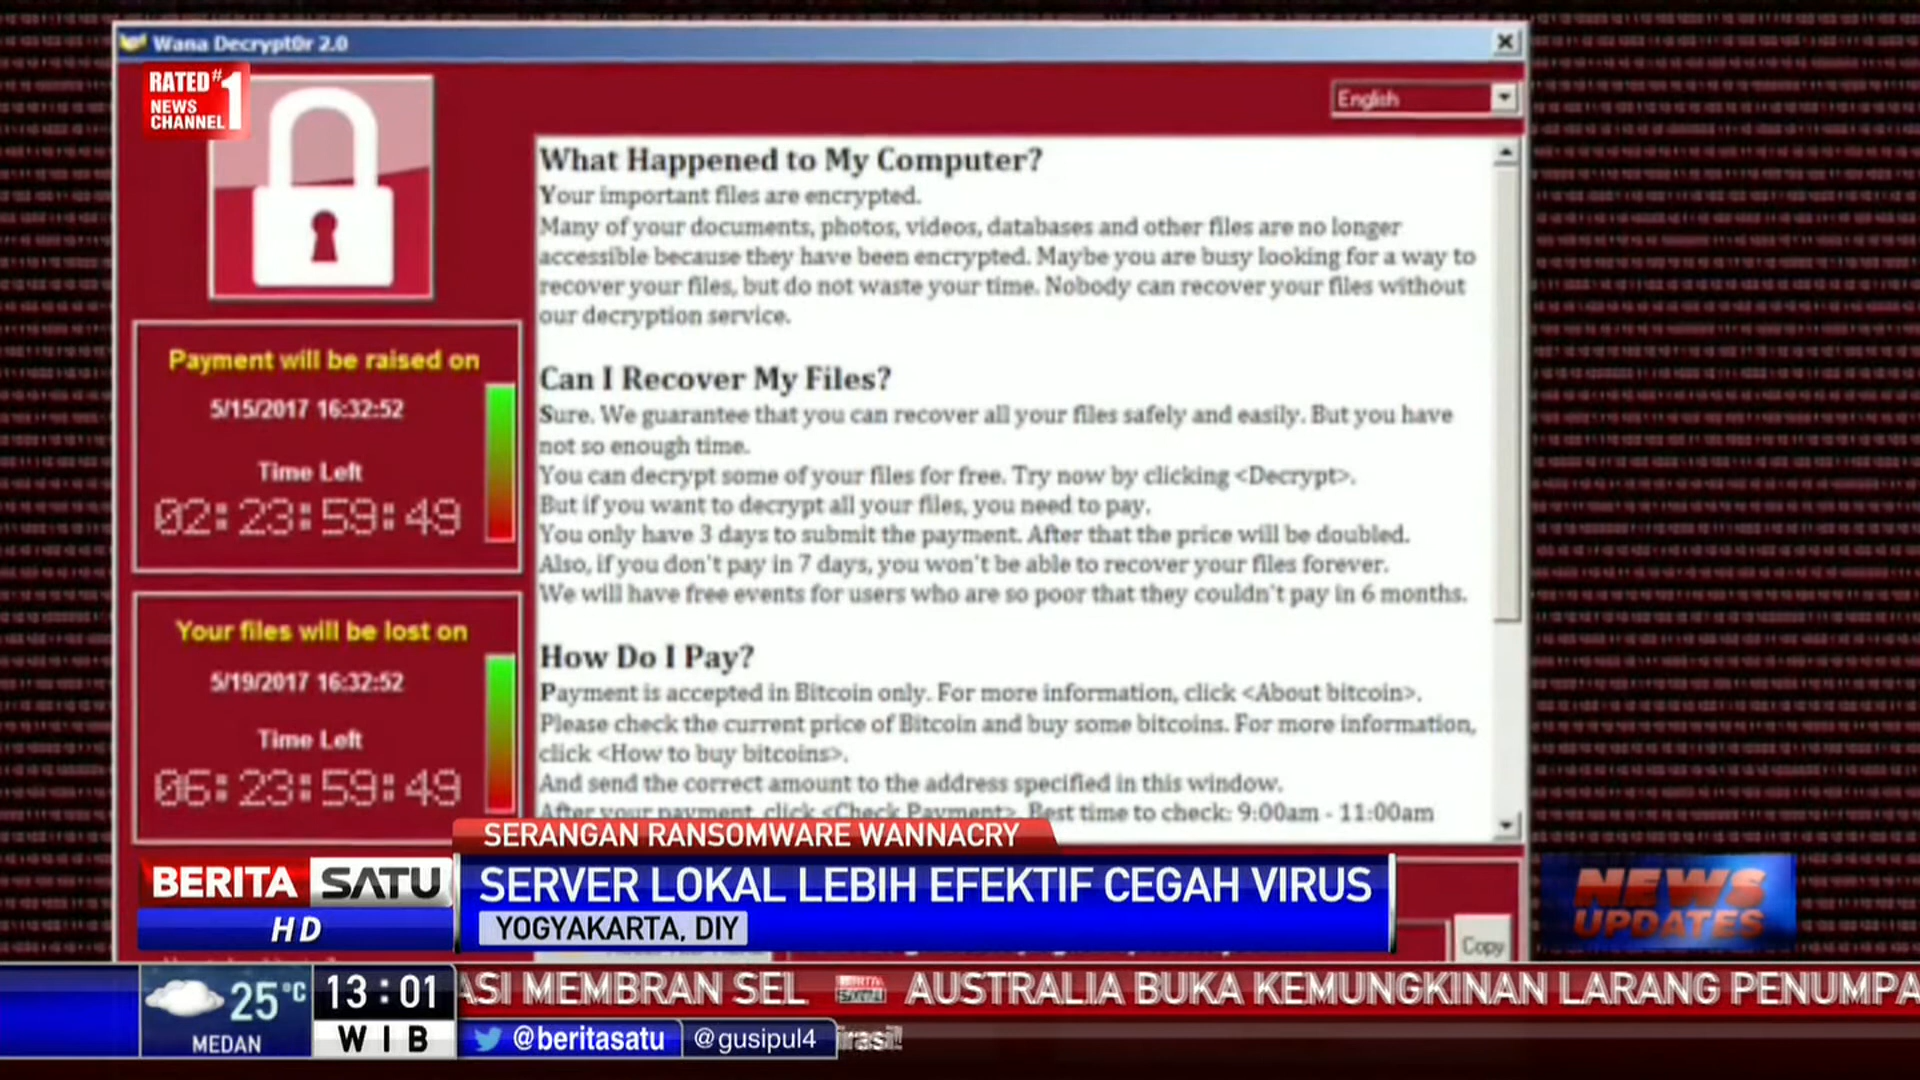 Wana Decrypt0r 2.0
RATED #1
NEWS
CHANNEL
English
What Happened to My Computer?
Your important files are encrypted.
Many of your documents, photos, videos, databases and other files are no longer
accessible because they have been encrypted. Maybe you are busy looking for a way to
recover your files, but do not waste your time. Nobody can recover your files without
our decryption service.
Payment will be raised on
5/15/2017 16:32:52
Time Left
02:23:59:49
Can I Recover My Files?
Sure. We guarantee that you can recover all your files safely and easily. But you have
not so enough time.
You can decrypt some of your files for free. Try now by clicking <Decrypt>.
But if you want to decrypt all your files, you need to pay.
You only have 3 days to submit the payment. After that the price will be doubled.
Also, if you don't pay in 7 days, you won't be able to recover your files forever.
We will have free events for users who are so poor that they couldn't pay in 6 months.
Your files will be lost on
5/19/2017 16:32:52
Time Left
06:23:59:49
How Do I Pay?
Payment is accepted in Bitcoin only. For more information, click <About bitcoin>.
Please check the current price of Bitcoin and buy some bitcoins. For more information,
click <How to buy bitcoins>.
And send the correct amount to the address specified in this window.
After your payment, click <Check Payment>. Best time to check: 9:00am - 11:00am
SERANGAN RANSOMWARE WANNACRY
BERITA SATU
HD
SERVER LOKAL LEBIH EFEKTIF CEGAH VIRUS
YOGYAKARTA, DIY
NEWS
UPDATES
Copy
25°C
MEDAN
13:01
WIB
ASI MEMBRAN SEL BERITA SATU AUSTRALIA BUKA KEMUNGKINAN LARANG PENUMPA
@beritasatu @gusipul4